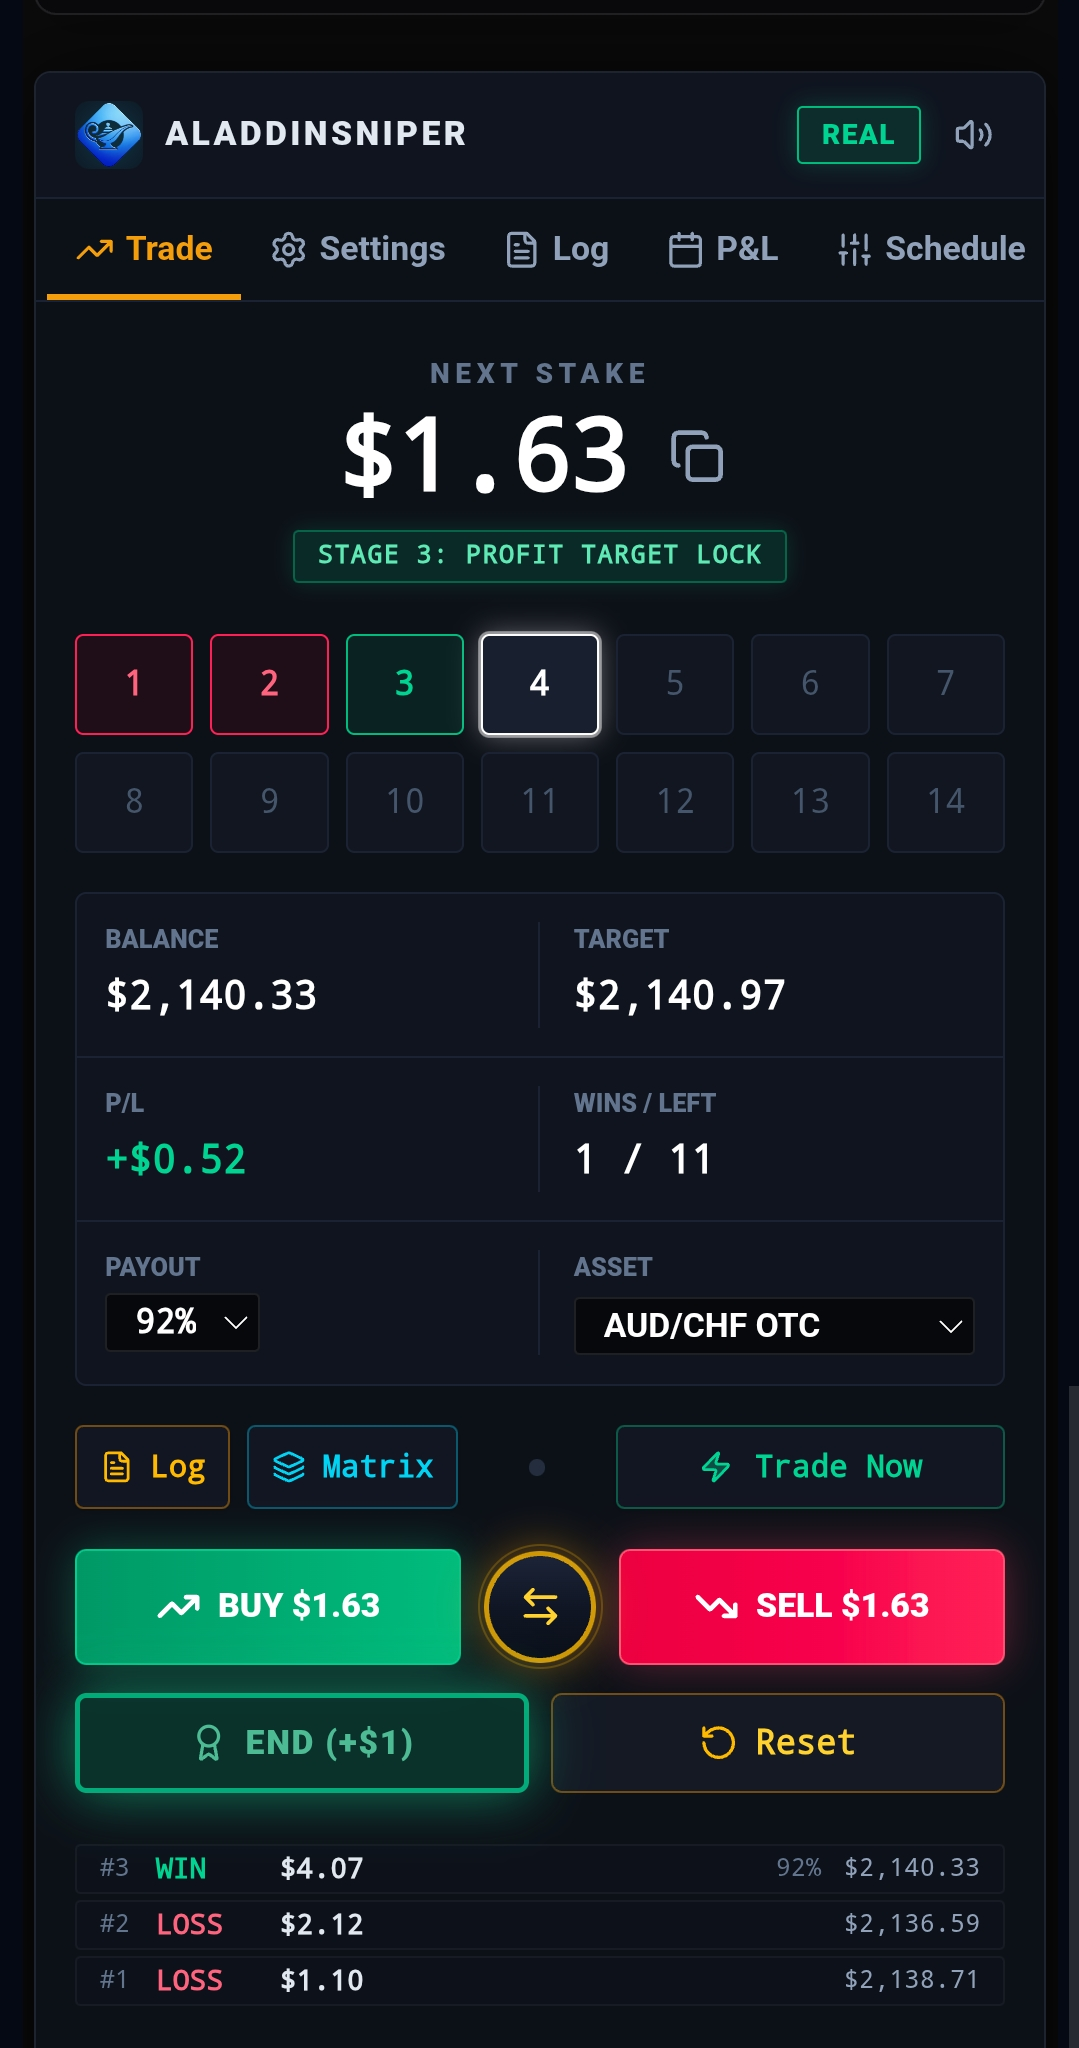 ALADDINSNIPER
REAL
Trade Settings Log P&L Schedule
NEXT STAKE
$1.63
STAGE 3: PROFIT TARGET LOCK
1 2 3 4 5 6 7
8 9 10 11 12 13 14
BALANCE TARGET
$2,140.33 $2,140.97
P/L WINS / LEFT
+$0.52 1 / 11
PAYOUT ASSET
92% AUD/CHF OTC
Log Matrix Trade Now
BUY $1.63 SELL $1.63
END (+$1) Reset
#3 WIN $4.07 92% $2,140.33
#2 LOSS $2.12 $2,136.59
#1 LOSS $1.10 $2,138.71